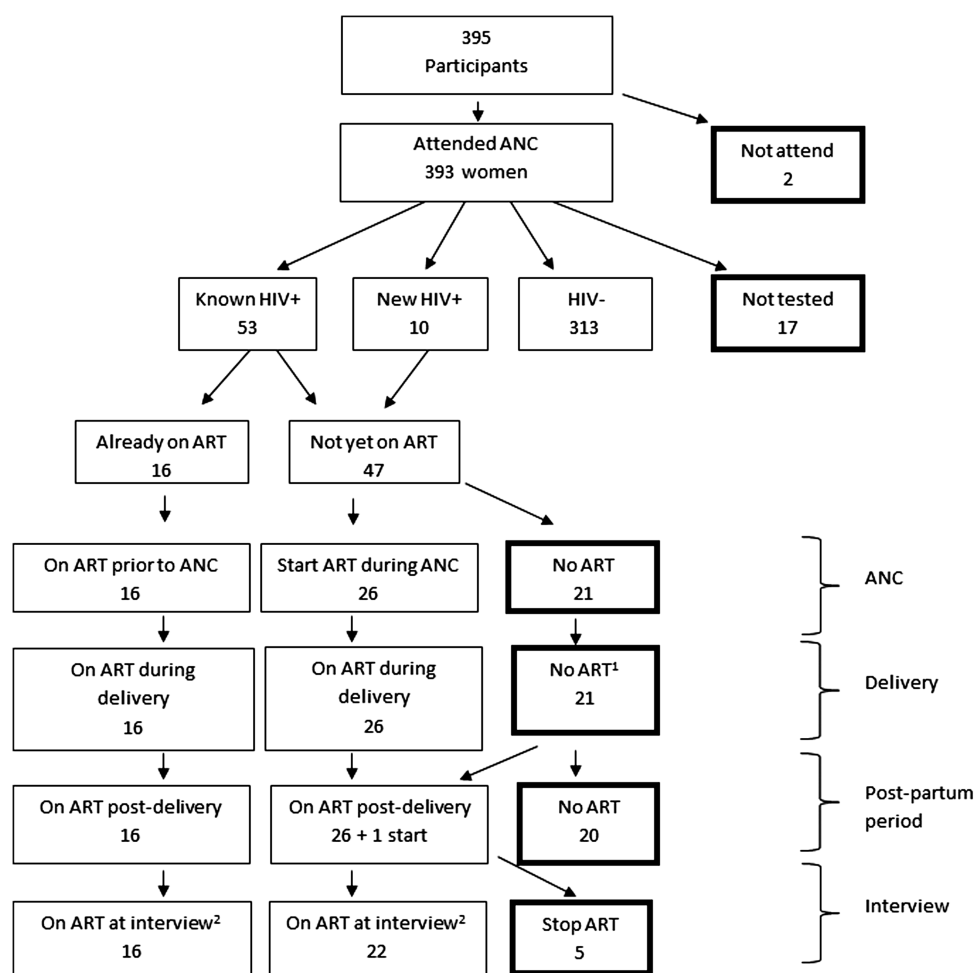 395
Participants
Attended ANC
393 women
Not attend
2
Known HIV+
53
New HIV+
10
HIV-
313
Not tested
17
Already on ART
16
Not yet on ART
47
On ART prior to ANC
16
Start ART during ANC
26
No ART
21
ANC
On ART during
delivery
16
On ART during
delivery
26
No ART¹
21
Delivery
On ART post-delivery
16
On ART post-delivery
26 + 1 start
No ART
20
Post-partum
period
On ART at interview²
16
On ART at interview²
22
Stop ART
5
Interview